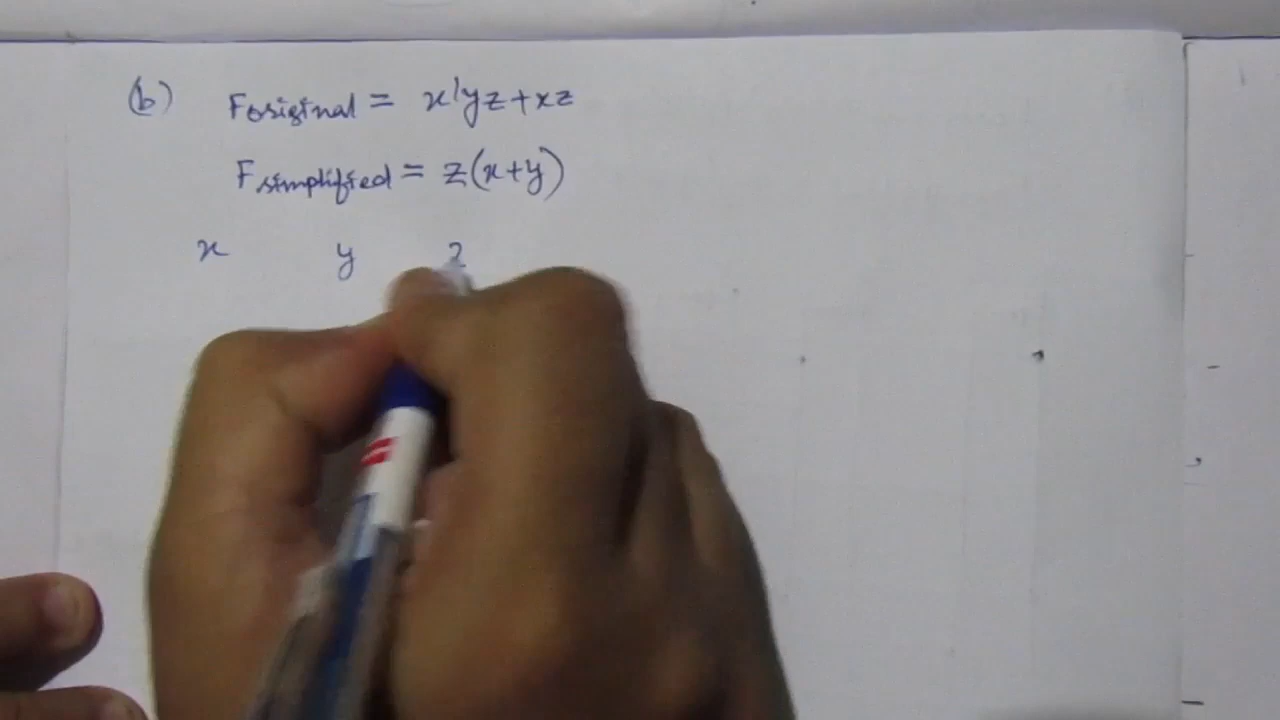 (b) Foriginal = x'yz+xz
Fsimplified = z(x+y)
x y z